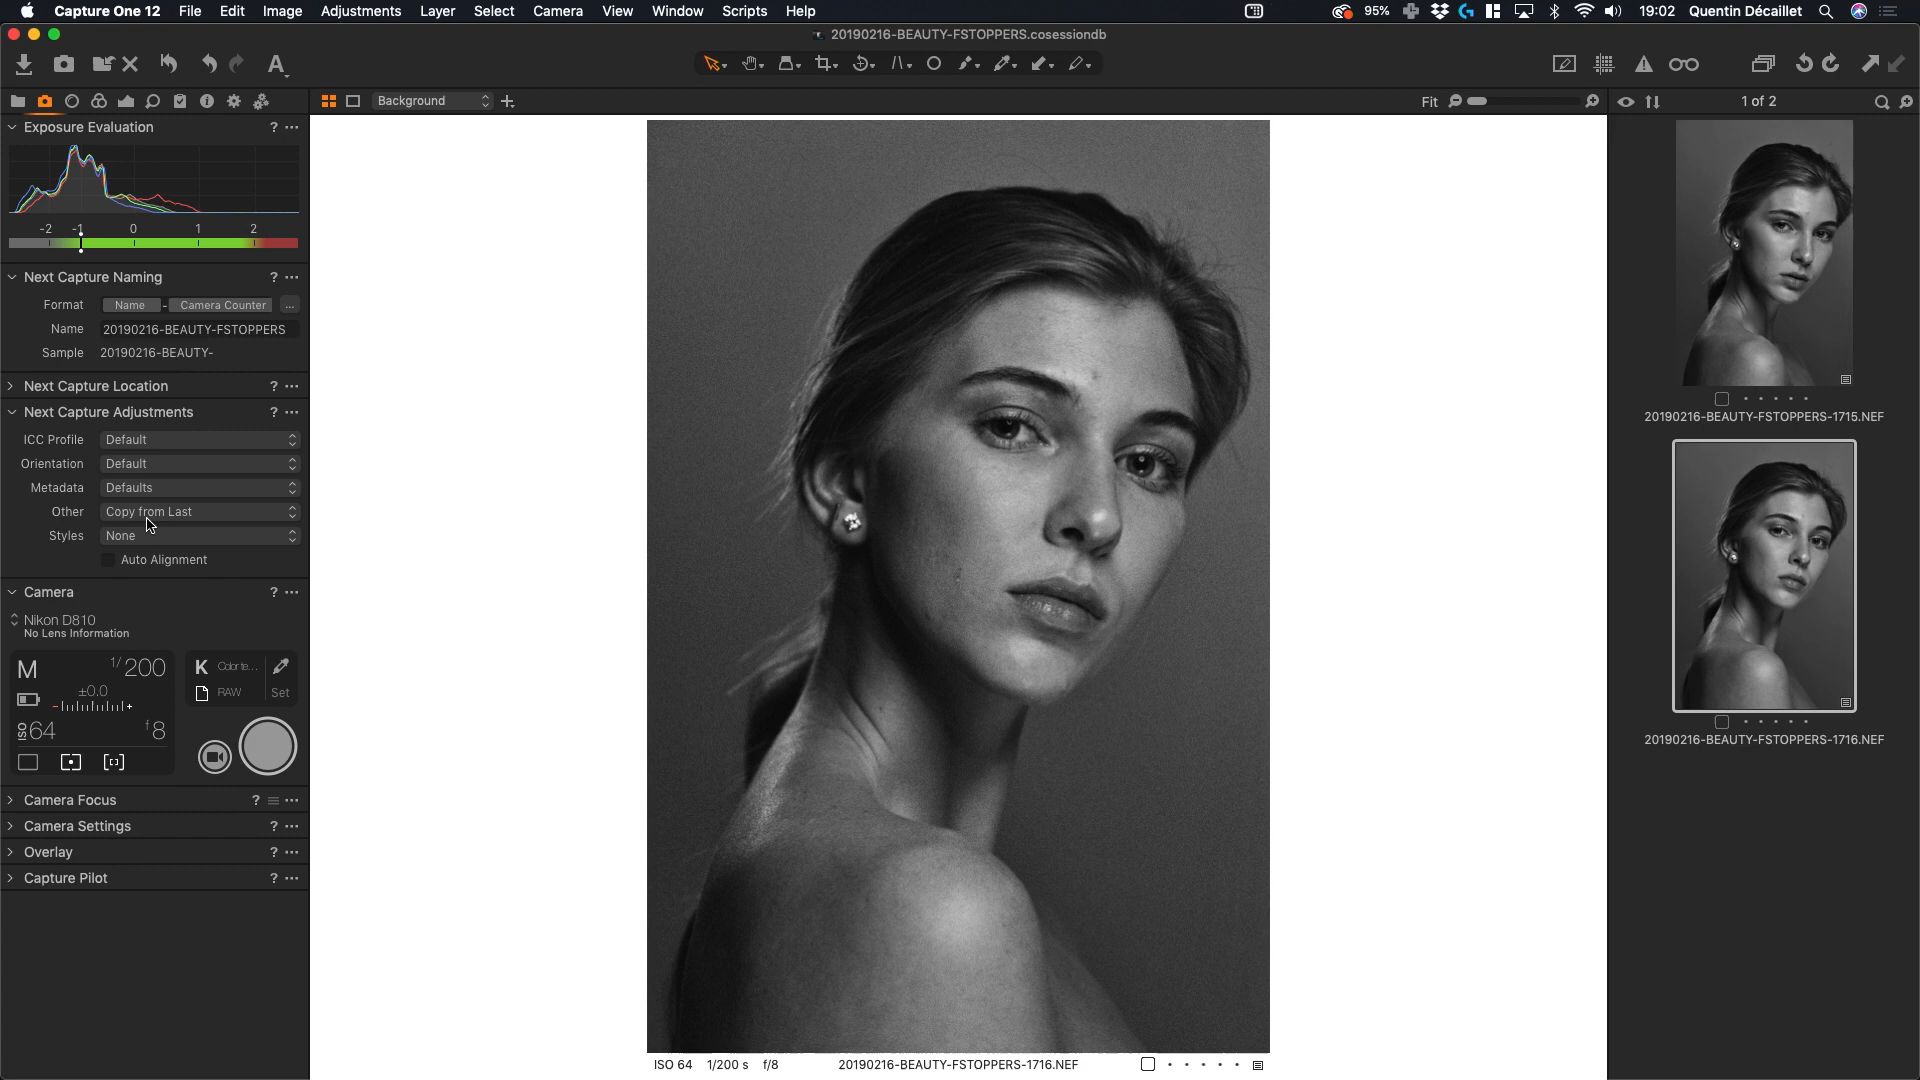 Capture One 12 File Edit Image Adjustments Layer Select Camera View Window Scripts Help 95% 19:02 Quentin Décaillet
20190216-BEAUTY-FSTOPPERS.cosessiondb
A
Background Fit 1 of 2
Exposure Evaluation ? ...
-2 -1 0 1 2
Next Capture Naming ? ...
Format Name - Camera Counter ...
Name 20190216-BEAUTY-FSTOPPERS
Sample 20190216-BEAUTY-
Next Capture Location ? ...
Next Capture Adjustments ? ...
ICC Profile Default
Orientation Default
Metadata Defaults
Other Copy from Last
Styles None
Auto Alignment
Camera ? ...
Nikon D810
No Lens Information
M 1/200 K Color te...
±0.0 RAW Set
- +
ISO 64 f 8
Camera Focus ? ...
Camera Settings ? ...
Overlay ? ...
Capture Pilot ? ...
ISO 64 1/200 s f/8 20190216-BEAUTY-FSTOPPERS-1716.NEF
20190216-BEAUTY-FSTOPPERS-1715.NEF
20190216-BEAUTY-FSTOPPERS-1716.NEF